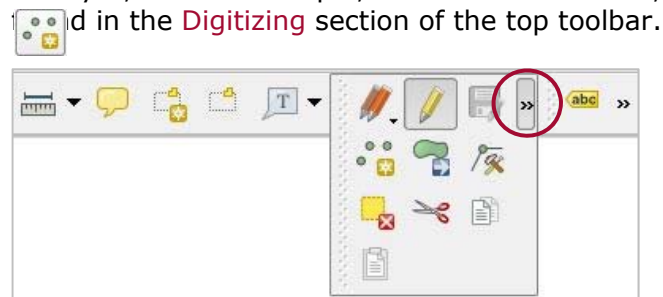 d in the Digitizing section of the top toolbar.
T
»
abc
»